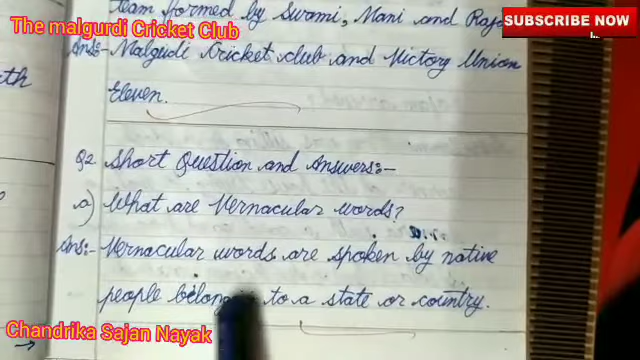 team formed by Swami, Mani and Raja
The malgurdi Cricket Club
SUBSCRIBE NOW
Ans:- Malgudi Cricket club and Victory Union
Eleven.
Q2. Short Question and Answers:-
a) What are Vernacular words?
Ans:- Vernacular words are spoken by native
people belong to a state or country.
Chandrika Sajan Nayak